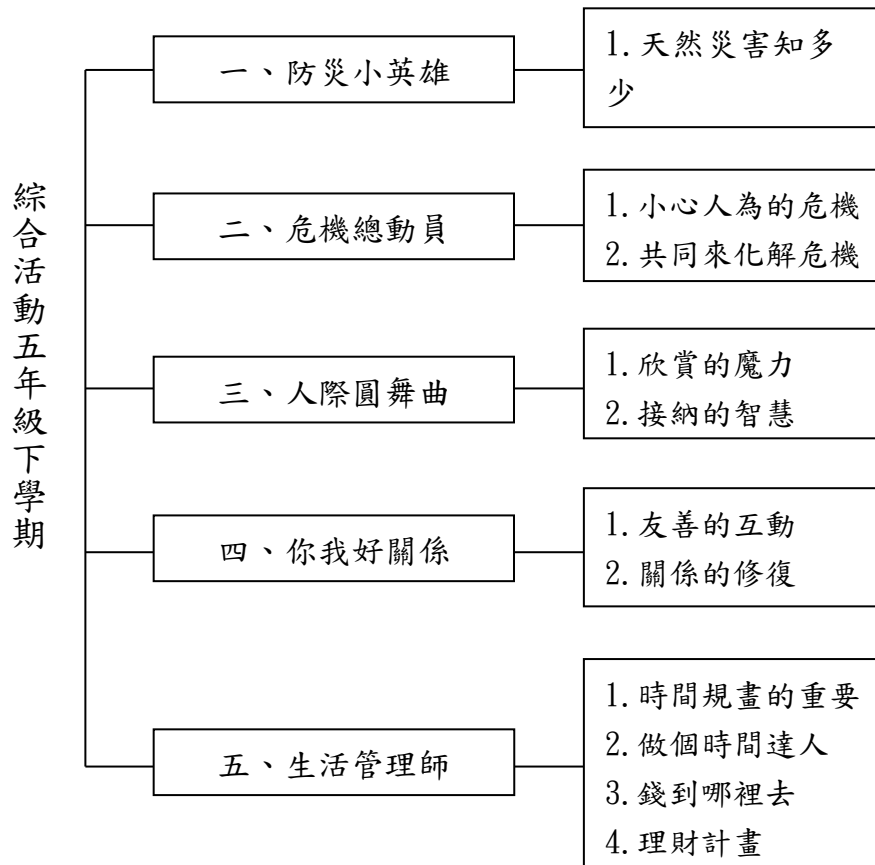 綜合活動五年級下學期
一、防災小英雄
1.天然災害知多
少
二、危機總動員
1.小心人為的危機
2.共同來化解危機
三、人際圓舞曲
1.欣賞的魔力
2.接納的智慧
四、你我好關係
1.友善的互動
2.關係的修復
五、生活管理師
1.時間規畫的重要
2.做個時間達人
3.錢到哪裡去
4.理財計畫